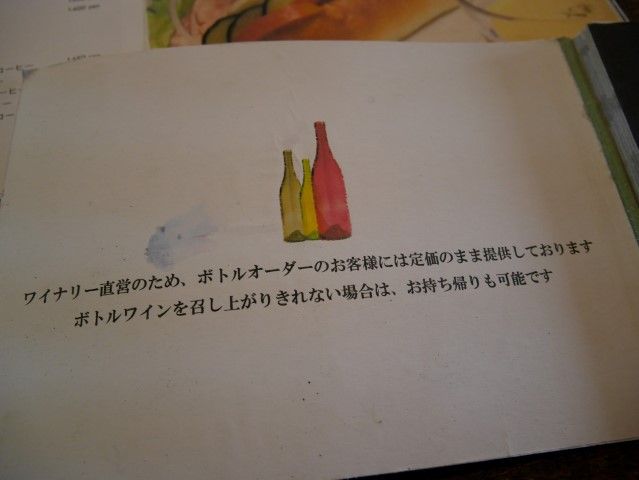 ワイナリー直営のため、ボトルオーダーのお客様には定価のまま提供しております
ボトルワインを召し上がりきれない場合は、お持ち帰りも可能です